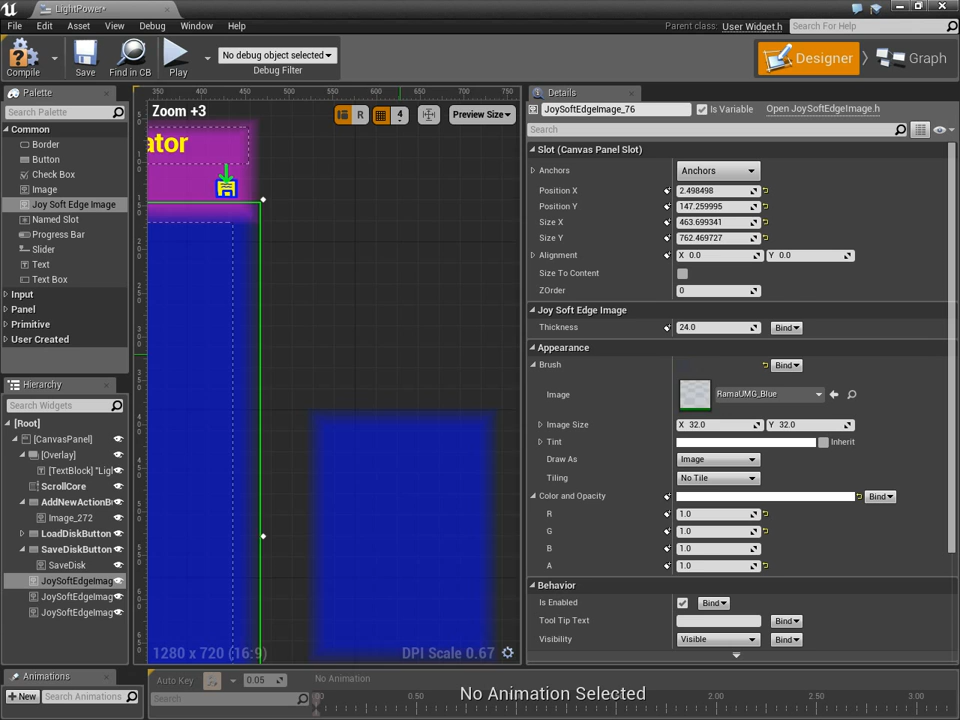 LightPower*
File Edit Asset View Debug Window Help
Parent class: User Widget.h
Search For Help
Compile
Save
Find in CB
Play
No debug object selected
Debug Filter
Designer
Graph
Palette
Search Palette
Common
Border
Button
Check Box
Image
Joy Soft Edge Image
Named Slot
Progress Bar
Slider
Text
Text Box
Input
Panel
Primitive
User Created
Hierarchy
Search Widgets
[Root]
[CanvasPanel]
[Overlay]
[TextBlock] "Ligh
ScrollCore
AddNewActionB
Image_272
LoadDiskButton
SaveDiskButton
SaveDisk
JoySoftEdgeImag
JoySoftEdgeImag
JoySoftEdgeImag
350 400 450 500 550 600 650 700 750
Zoom +3
R
4
Preview Size
ator
1280 x 720 (16:9)
DPI Scale 0.67
Details
JoySoftEdgeImage_76
Is Variable
Open JoySoftEdgeImage.h
Search
Slot (Canvas Panel Slot)
Anchors Anchors
Position X 2.498498
Position Y 147.259995
Size X 463.699341
Size Y 762.469727
Alignment X 0.0 Y 0.0
Size To Content
ZOrder 0
Joy Soft Edge Image
Thickness 24.0 Bind
Appearance
Brush Bind
Image RamaUMG_Blue
Image Size X 32.0 Y 32.0
Tint Inherit
Draw As Image
Tiling No Tile
Color and Opacity Bind
R 1.0
G 1.0
B 1.0
A 1.0
Behavior
Is Enabled Bind
Tool Tip Text Bind
Visibility Visible Bind
Animations
New
Search Animations
Auto Key 0.05
No Animation
Search
0.50 2.00 2.50 3.00
No Animation Selected